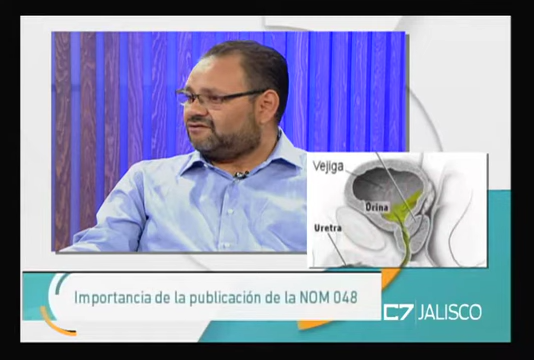 Vejiga
Orina
Uretra
Importancia de la publicación de la NOM 048
C7 JALISCO